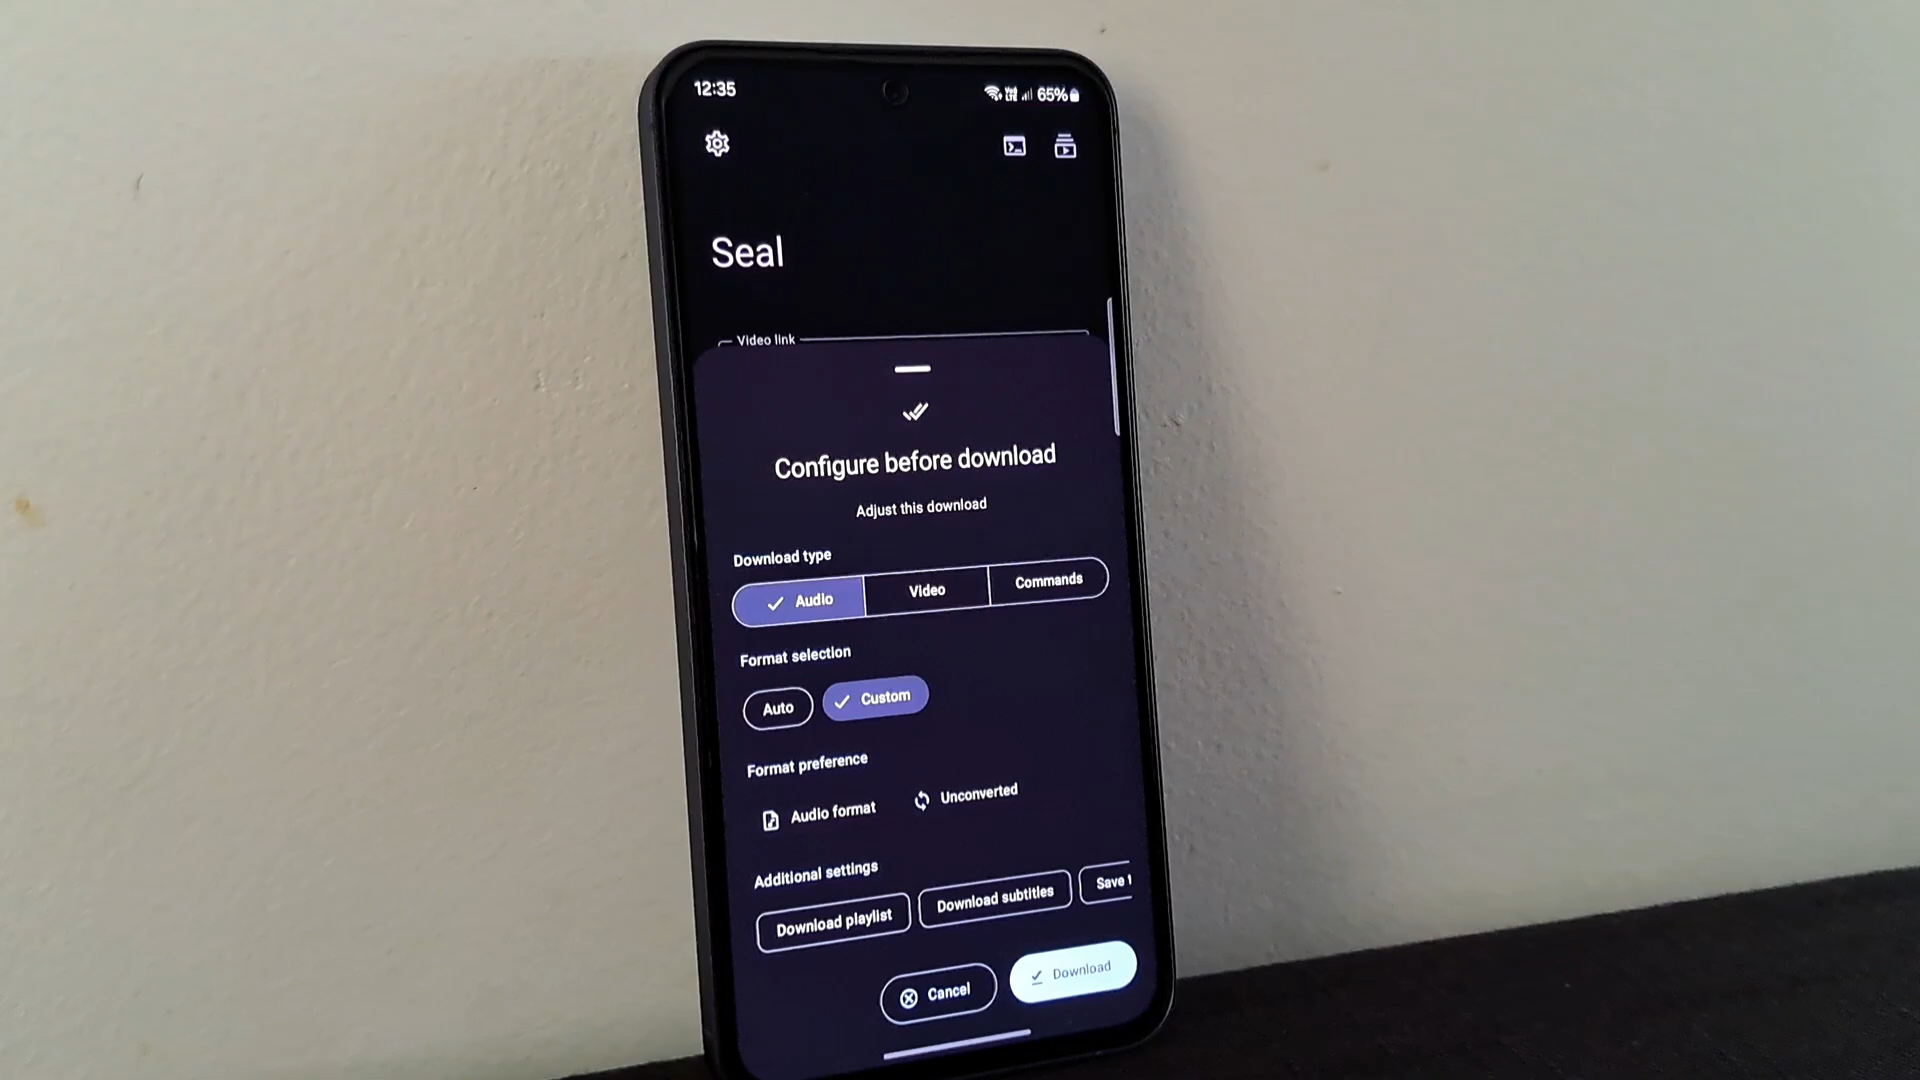 12:35
65%
Seal
Video link
Configure before download
Adjust this download
Download type
Audio Video Commands
Format selection
Auto Custom
Format preference
Audio format Unconverted
Additional settings
Download playlist Download subtitles Save
Cancel Download